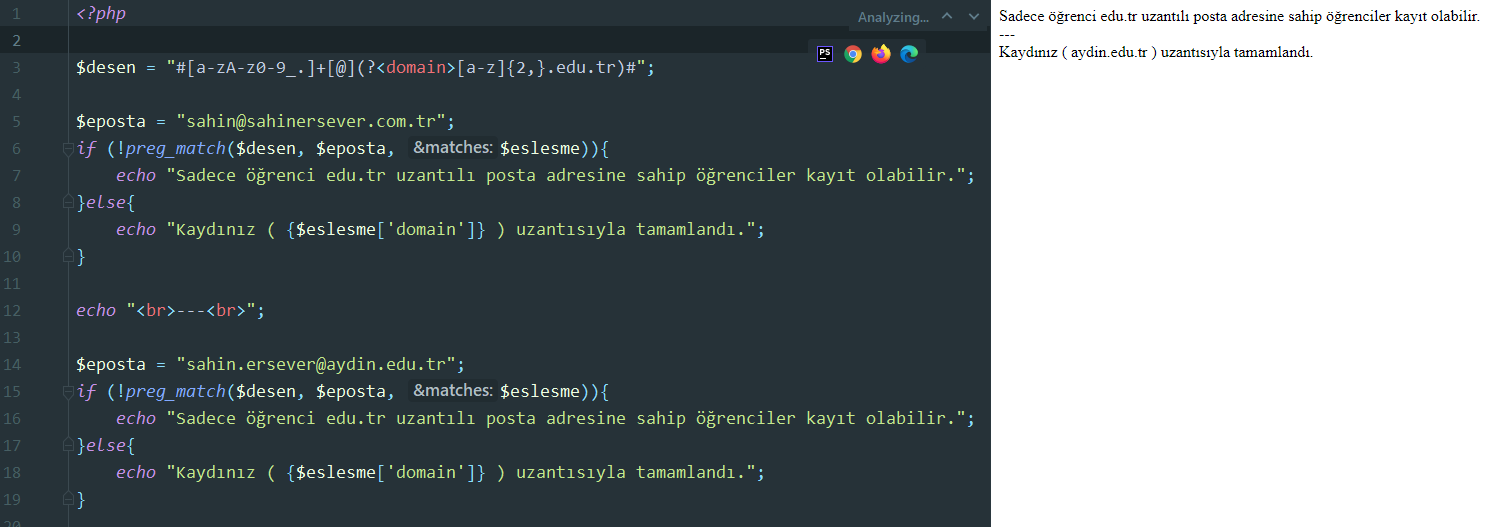 1 <?php
Analyzing...
2
PS
3 $desen = "#[a-zA-z0-9_.]+[@](?<domain>[a-z]{2,}.edu.tr)#";
4
5 $eposta = "sahin@sahinersever.com.tr";
6 if (!preg_match($desen, $eposta, &matches: $eslesme)){
7 echo "Sadece öğrenci edu.tr uzantılı posta adresine sahip öğrenciler kayıt olabilir.";
8 }else{
9 echo "Kaydınız ( {$eslesme['domain']} ) uzantısıyla tamamlandı.";
10 }
11
12 echo "<br>---<br>";
13
14 $eposta = "sahin.ersever@aydin.edu.tr";
15 if (!preg_match($desen, $eposta, &matches: $eslesme)){
16 echo "Sadece öğrenci edu.tr uzantılı posta adresine sahip öğrenciler kayıt olabilir.";
17 }else{
18 echo "Kaydınız ( {$eslesme['domain']} ) uzantısıyla tamamlandı.";
19 }
20
Sadece öğrenci edu.tr uzantılı posta adresine sahip öğrenciler kayıt olabilir.
---
Kaydınız ( aydin.edu.tr ) uzantısıyla tamamlandı.